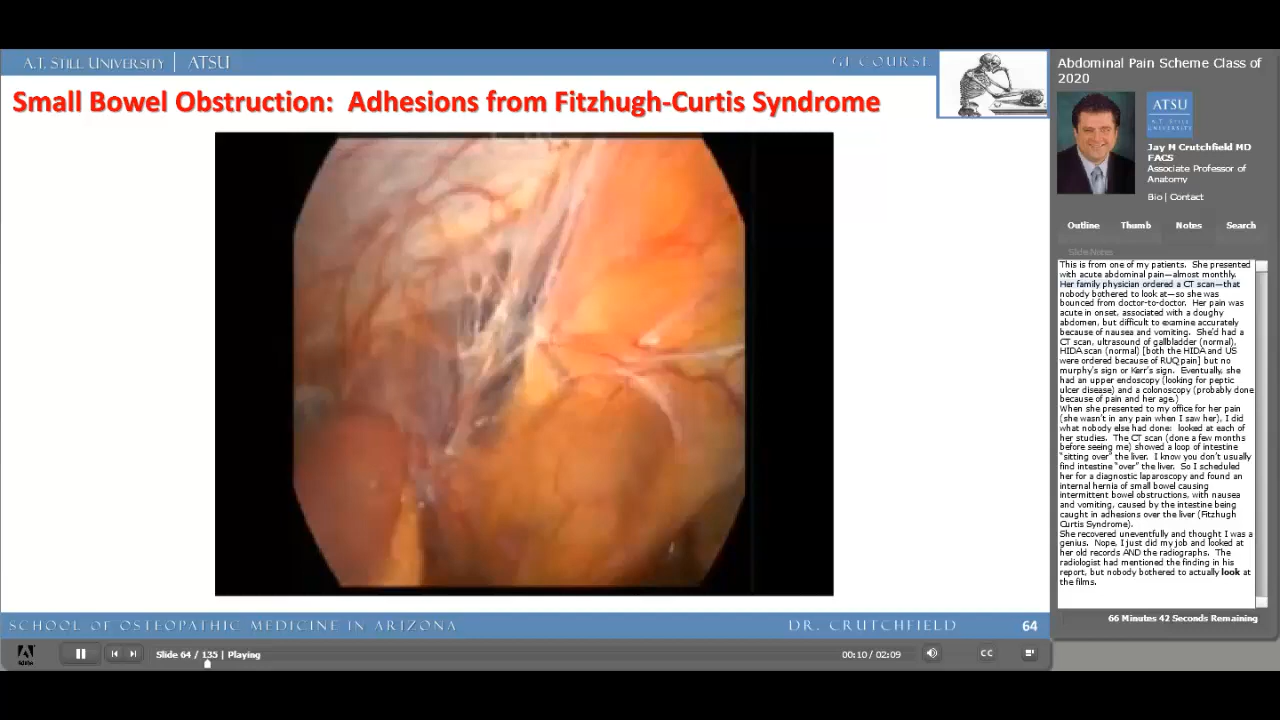 A.T. STILL UNIVERSITY | ATSU
GI COURSE
Small Bowel Obstruction: Adhesions from Fitzhugh-Curtis Syndrome
SCHOOL OF OSTEOPATHIC MEDICINE IN ARIZONA
DR. CRUTCHFIELD
64
Slide 64 / 135 | Playing
00:10 / 02:09
CC
Adobe
Abdominal Pain Scheme Class of
2020
ATSU
A.T. STILL
UNIVERSITY
Jay M Crutchfield MD
FACS
Associate Professor of
Anatomy
Bio | Contact
Outline
Thumb
Notes
Search
Slide Notes
This is from one of my patients. She presented
with acute abdominal pain—almost monthly.
Her family physician ordered a CT scan—that
nobody bothered to look at—so she was
bounced from doctor-to-doctor. Her pain was
acute in onset, associated with a doughy
abdomen, but difficult to examine accurately
because of nausea and vomiting. She'd had a
CT scan, ultrasound of gallbladder (normal),
HIDA scan (normal) [both the HIDA and US
were ordered because of RUQ pain] but no
murphy's sign or Kerr's sign. Eventually, she
had an upper endoscopy (looking for peptic
ulcer disease) and a colonoscopy (probably done
because of pain and her age.)
When she presented to my office for her pain
(she wasn't in any pain when I saw her), I did
what nobody else had done: looked at each of
her studies. The CT scan (done a few months
before seeing me) showed a loop of intestine
"sitting over" the liver. I know you don't usually
find intestine "over" the liver. So I scheduled
her for a diagnostic laparoscopy and found an
internal hernia of small bowel causing
intermittent bowel obstructions, with nausea
and vomiting, caused by the intestine being
caught in adhesions over the liver (Fitzhugh
Curtis Syndrome).
She recovered uneventfully and thought I was a
genius. Nope, I just did my job and looked at
her old records AND the radiographs. The
radiologist had mentioned the finding in his
report, but nobody bothered to actually look at
the films.
66 Minutes 42 Seconds Remaining